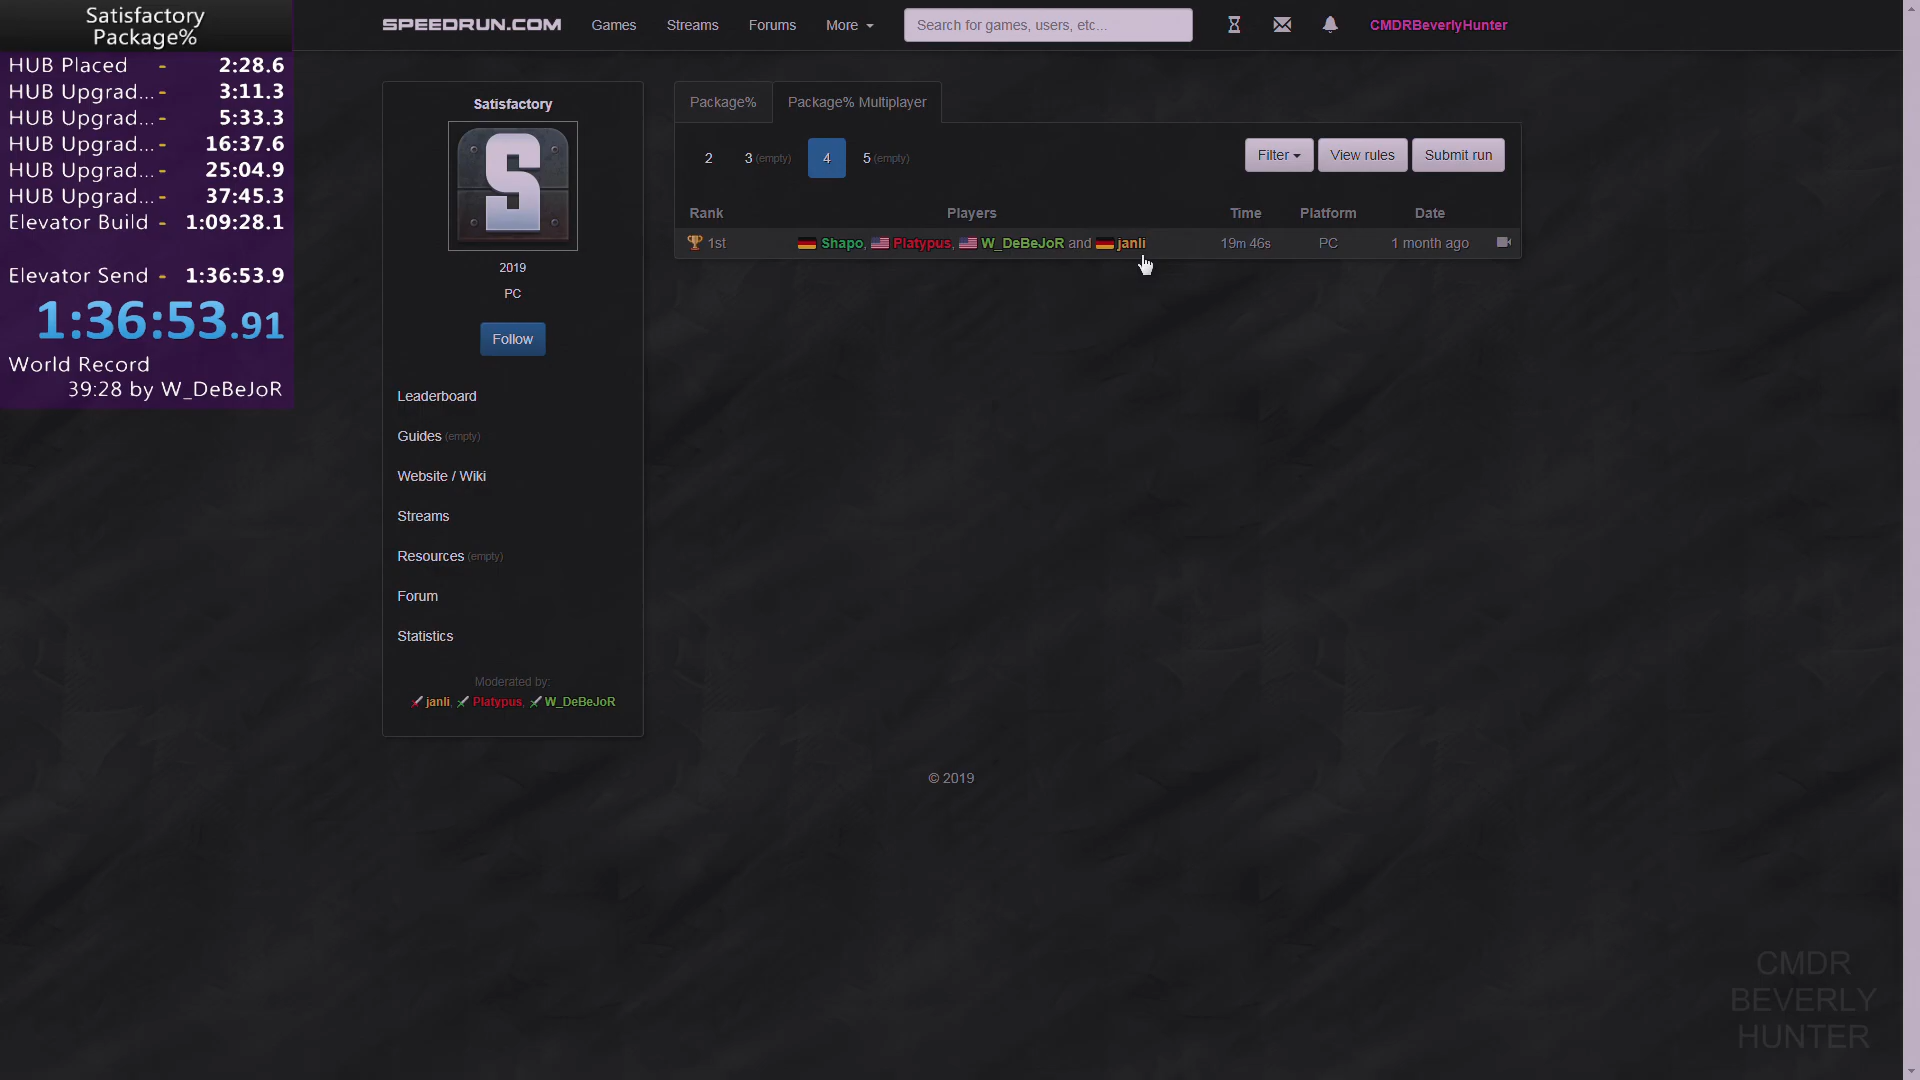 Satisfactory
Package%
HUB Placed - 2:28.6
HUB Upgrad... - 3:11.3
HUB Upgrad... - 5:33.3
HUB Upgrad... - 16:37.6
HUB Upgrad... - 25:04.9
HUB Upgrad... - 37:45.3
Elevator Build - 1:09:28.1
Elevator Send - 1:36:53.9
1:36:53.91
World Record
39:28 by W_DeBeJoR
SPEEDRUN.COM Games Streams Forums More Search for games, users, etc... CMDRBeverlyHunter
Satisfactory
S
2019
PC
Follow
Leaderboard
Guides (empty)
Website / Wiki
Streams
Resources (empty)
Forum
Statistics
Moderated by:
janli, Platypus, W_DeBeJoR
Package% Package% Multiplayer
2 3 (empty) 4 5 (empty) Filter View rules Submit run
Rank Players Time Platform Date
1st Shapo, Platypus, W_DeBeJoR and janli 19m 46s PC 1 month ago
© 2019
CMDR
BEVERLY
HUNTER